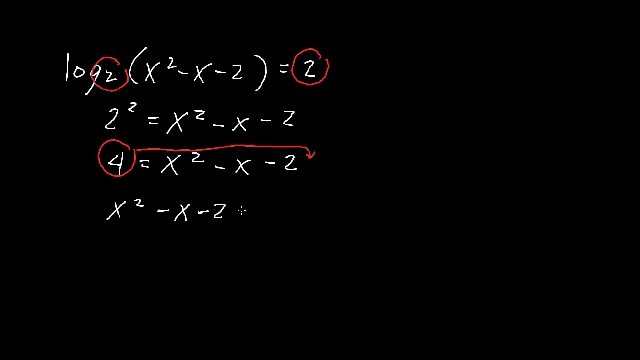 log₂(x² - x - 2) = 2
2² = x² - x - 2
4 = x² - x - 2
x² - x - 2